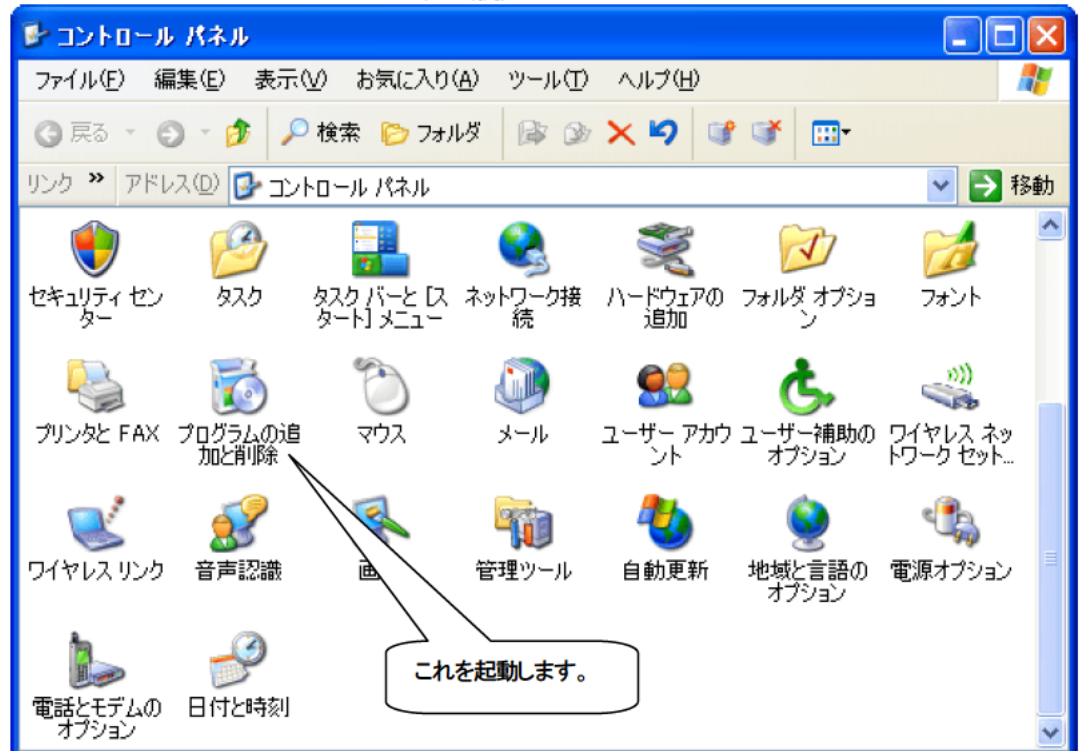 コントロール パネル
ファイル(F) 編集(E) 表示(V) お気に入り(A) ツール(T) ヘルプ(H)
戻る 検索 フォルダ
リンク » アドレス(D) コントロール パネル 移動
セキュリティ セン
ター
タスク
タスク バーと [ス
タート] メニュー
ネットワーク接
続
ハードウェアの
追加
フォルダ オプショ
ン
フォント
プリンタと FAX
プログラムの追
加と削除
マウス
メール
ユーザー アカウ
ント
ユーザー補助の
オプション
ワイヤレス ネッ
トワーク セット...
ワイヤレス リンク
音声認識
画
管理ツール
自動更新
地域と言語の
オプション
電源オプション
電話とモデムの
オプション
日付と時刻
これを起動します。